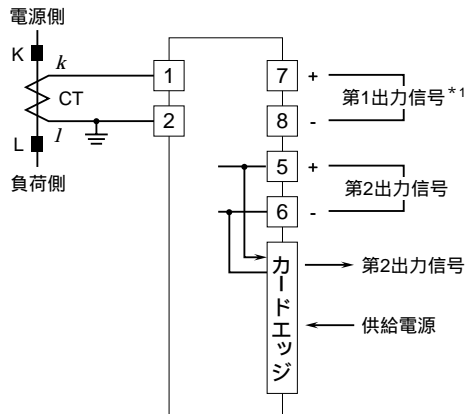 電源側
K
k
CT
l
L
負荷側
1
2
7 +
第1出力信号*1
8 -
5 +
第2出力信号
6 -
カードエッジ
第2出力信号
供給電源